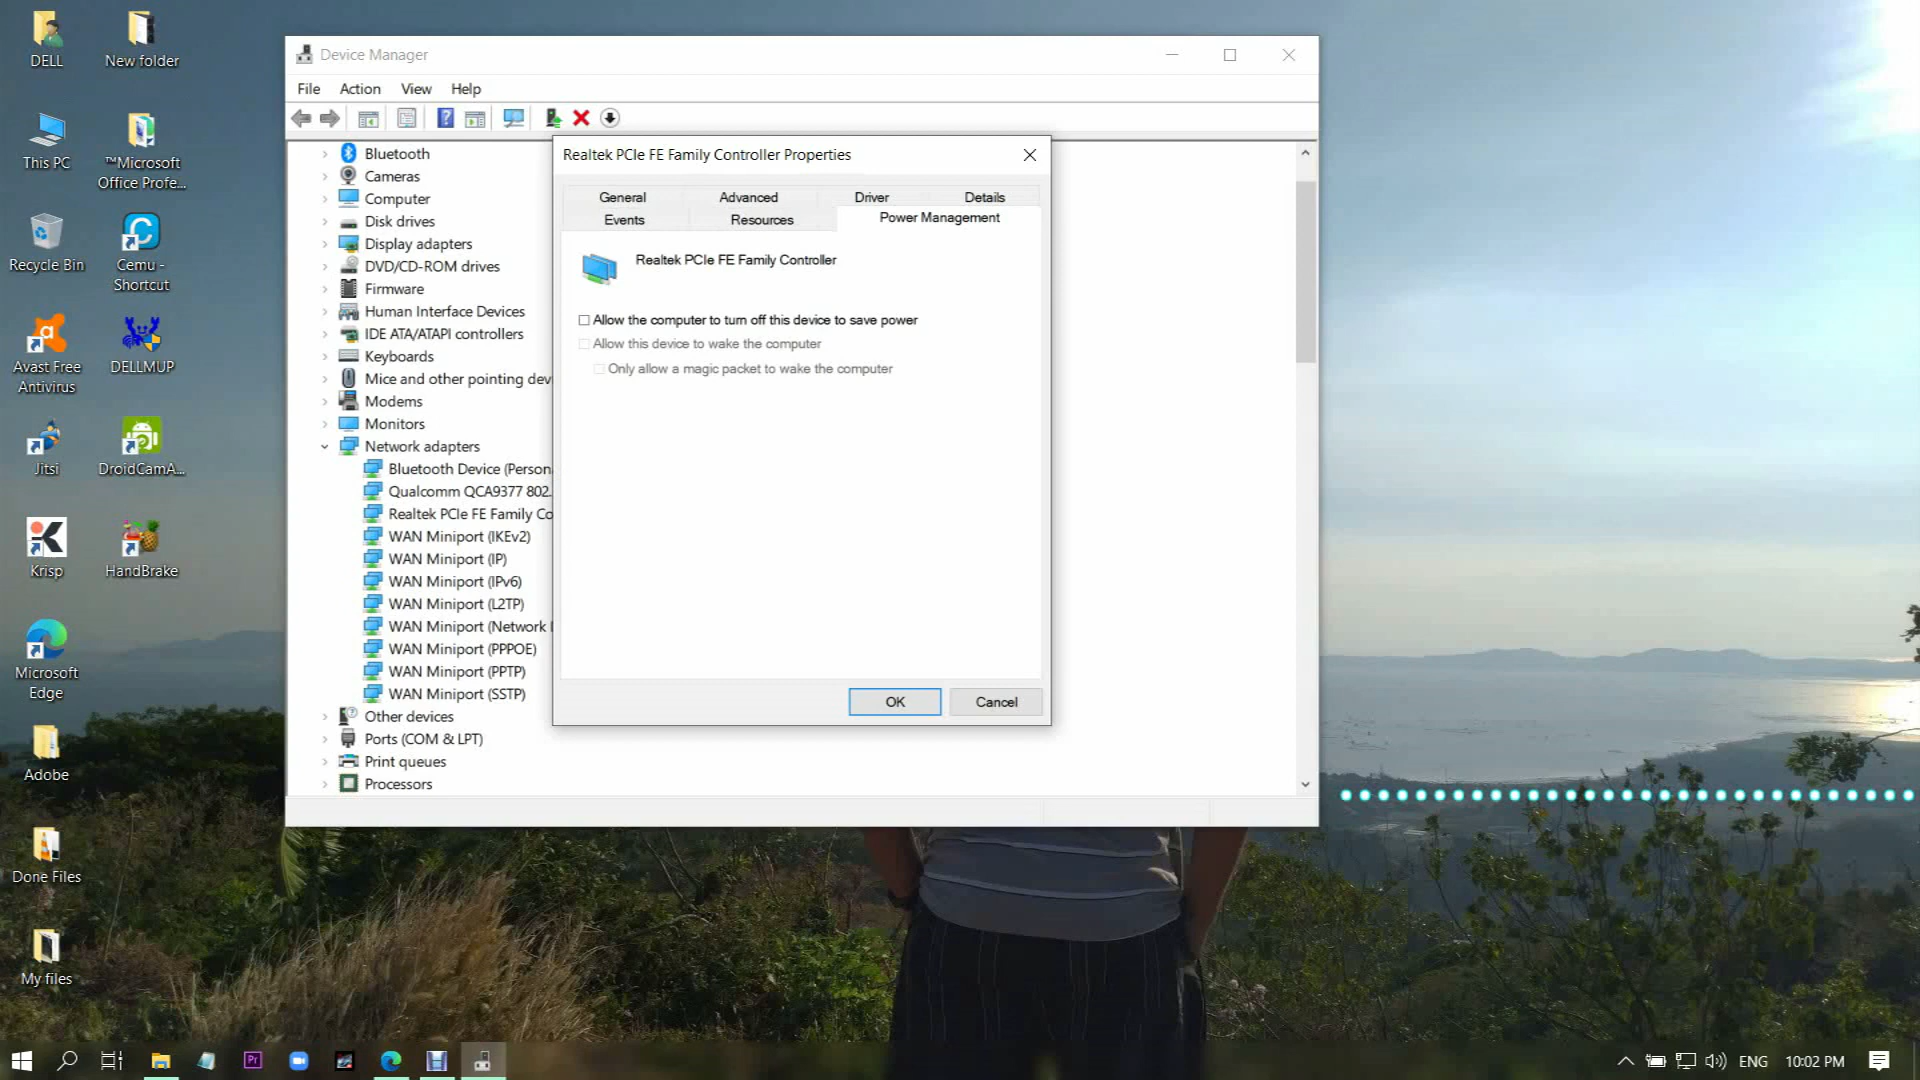 DELL
New folder
This PC
™Microsoft
Office Profe...
Recycle Bin
Cemu -
Shortcut
Avast Free
Antivirus
DELLMUP
Jitsi
DroidCamA...
Krisp
HandBrake
Microsoft
Edge
Adobe
Done Files
My files
Device Manager
File Action View Help
Bluetooth
Cameras
Computer
Disk drives
Display adapters
DVD/CD-ROM drives
Firmware
Human Interface Devices
IDE ATA/ATAPI controllers
Keyboards
Mice and other pointing devi
Modems
Monitors
Network adapters
Bluetooth Device (Persona
Qualcomm QCA9377 802.
Realtek PCIe FE Family Co
WAN Miniport (IKEv2)
WAN Miniport (IP)
WAN Miniport (IPv6)
WAN Miniport (L2TP)
WAN Miniport (Network
WAN Miniport (PPPOE)
WAN Miniport (PPTP)
WAN Miniport (SSTP)
Other devices
Ports (COM & LPT)
Print queues
Processors
Realtek PCIe FE Family Controller Properties
General Advanced Driver Details
Events Resources Power Management
Realtek PCIe FE Family Controller
Allow the computer to turn off this device to save power
Allow this device to wake the computer
Only allow a magic packet to wake the computer
OK Cancel
Pr
ENG 10:02 PM